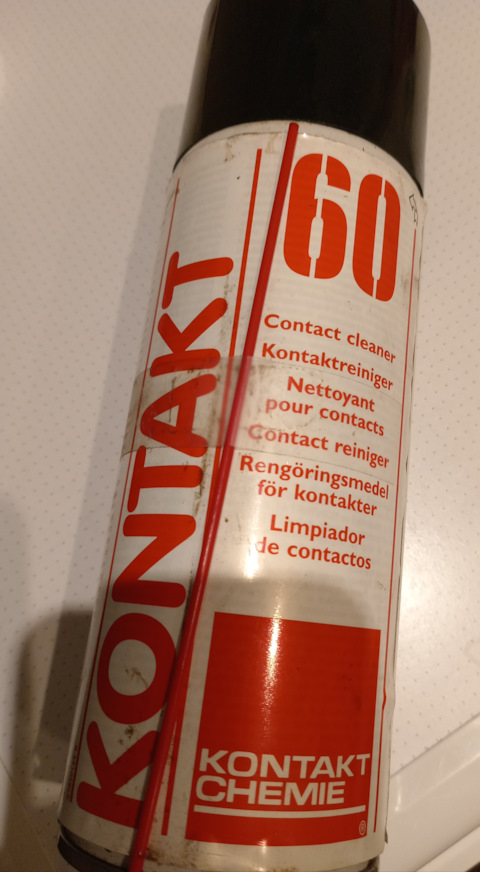 KONTAKT
60
Contact cleaner
Kontaktreiniger
Nettoyant
pour contacts
Contact reiniger
Rengöringsmedel
för kontakter
Limpiador
de contactos
KONTAKT
CHEMIE
®